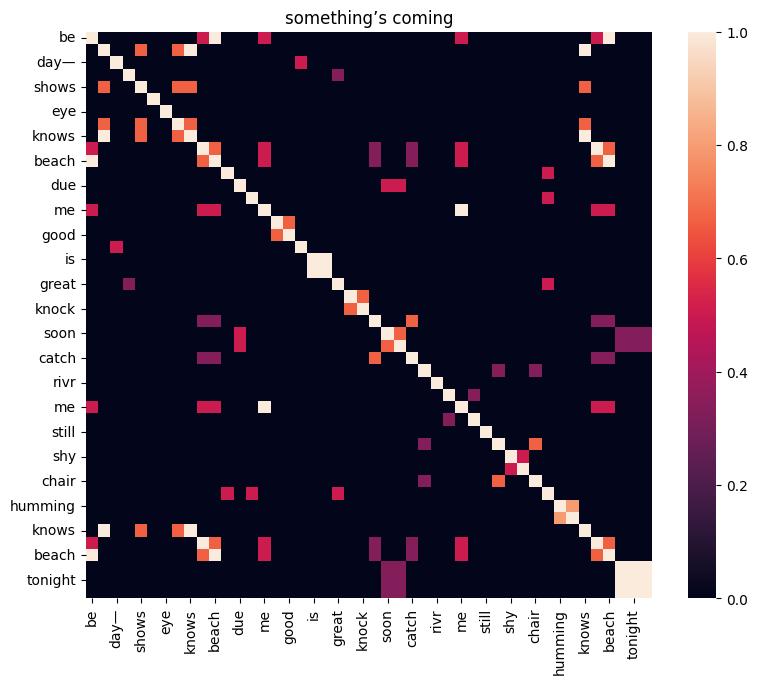 something’s coming
be
day—
shows
eye
knows
beach
due
me
good
is
great
knock
soon
catch
rivr
me
still
shy
chair
humming
knows
beach
tonight
be
day—
shows
eye
knows
beach
due
me
good
is
great
knock
soon
catch
rivr
me
still
shy
chair
humming
knows
beach
tonight
1.0
0.8
0.6
0.4
0.2
0.0